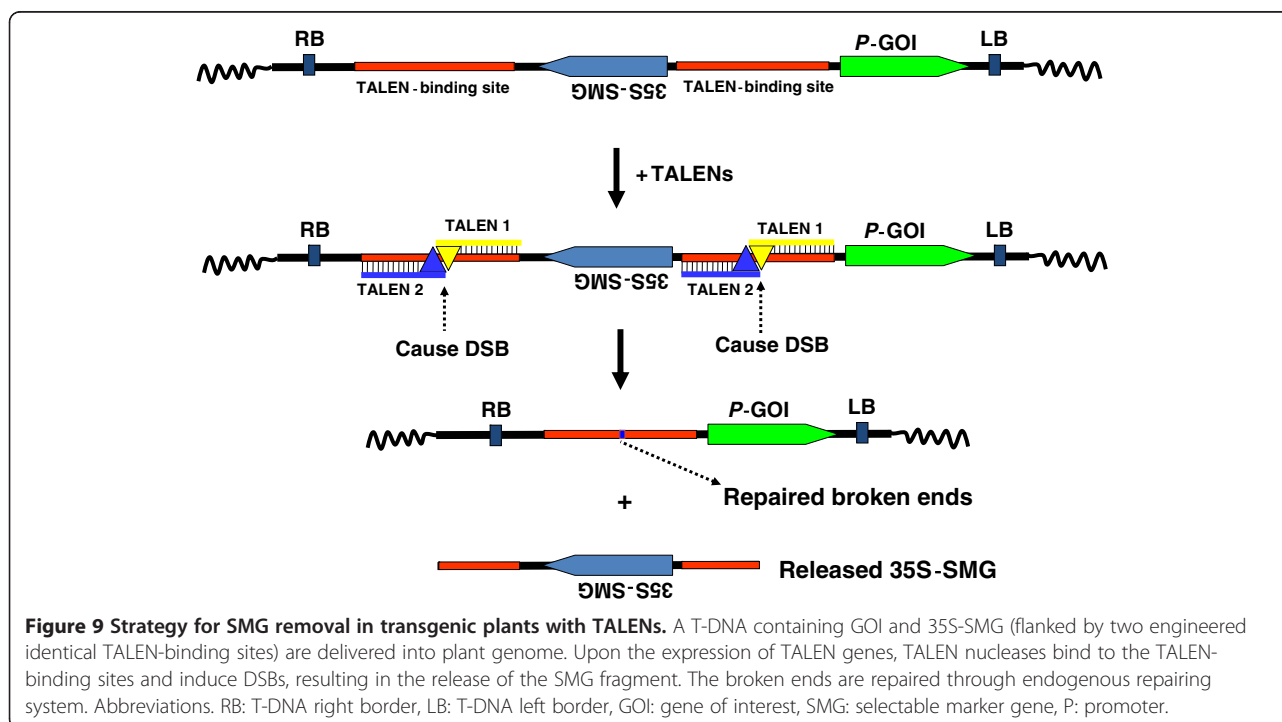 RB P-GOI LB
TALEN-binding site 35S-SMG TALEN-binding site
+TALENs
RB TALEN 1 TALEN 1 P-GOI LB
TALEN 2 35S-SMG TALEN 2
Cause DSB Cause DSB
RB P-GOI LB
Repaired broken ends
+
35S-SMG Released 35S-SMG
Figure 9 Strategy for SMG removal in transgenic plants with TALENs. A T-DNA containing GOI and 35S-SMG (flanked by two engineered
identical TALEN-binding sites) are delivered into plant genome. Upon the expression of TALEN genes, TALEN nucleases bind to the TALEN-
binding sites and induce DSBs, resulting in the release of the SMG fragment. The broken ends are repaired through endogenous repairing
system. Abbreviations. RB: T-DNA right border, LB: T-DNA left border, GOI: gene of interest, SMG: selectable marker gene, P: promoter.